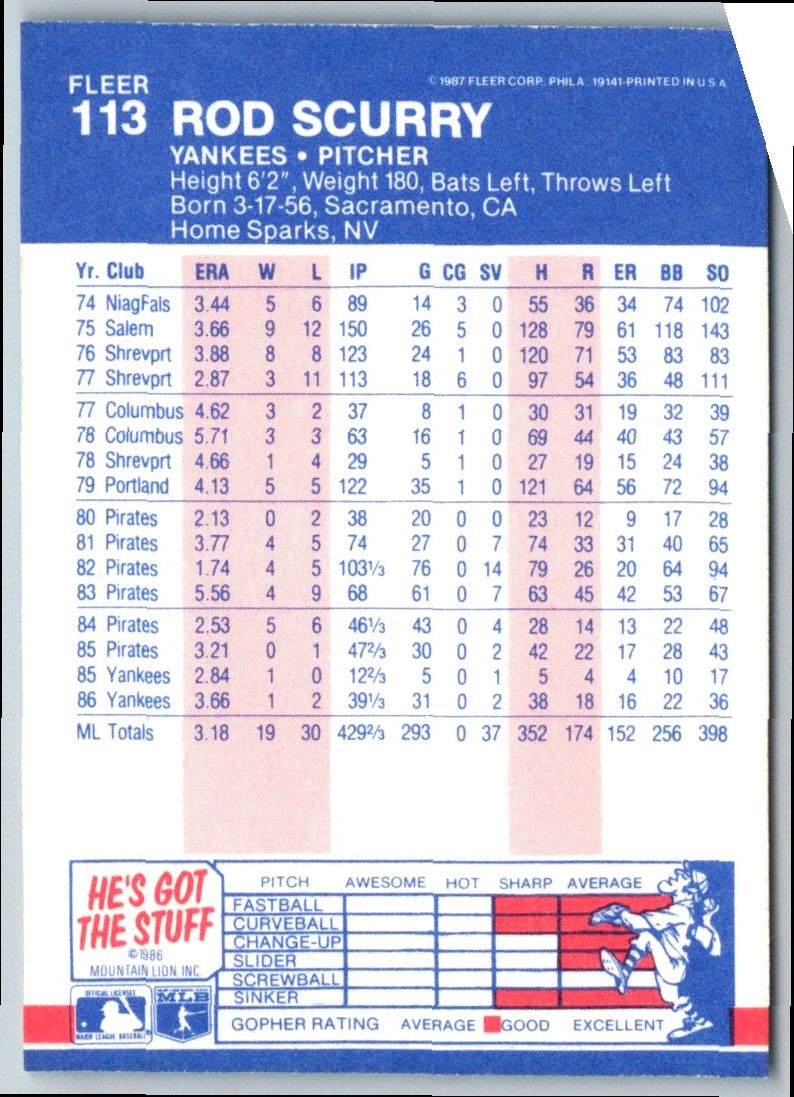 FLEER
© 1987 FLEER CORP. PHILA. 19141-PRINTED IN U S A
113 ROD SCURRY
YANKEES • PITCHER
Height 6'2", Weight 180, Bats Left, Throws Left
Born 3-17-56, Sacramento, CA
Home Sparks, NV
Yr. Club ERA W L IP G CG SV H R ER BB SO
74 NiagFals 3.44 5 6 89 14 3 0 55 36 34 74 102
75 Salem 3.66 9 12 150 26 5 0 128 79 61 118 143
76 Shrevprt 3.88 8 8 123 24 1 0 120 71 53 83 83
77 Shrevprt 2.87 3 11 113 18 6 0 97 54 36 48 111
77 Columbus 4.62 3 2 37 8 1 0 30 31 19 32 39
78 Columbus 5.71 3 3 63 16 1 0 69 44 40 43 57
78 Shrevprt 4.66 1 4 29 5 1 0 27 19 15 24 38
79 Portland 4.13 5 5 122 35 1 0 121 64 56 72 94
80 Pirates 2.13 0 2 38 20 0 0 23 12 9 17 28
81 Pirates 3.77 4 5 74 27 0 7 74 33 31 40 65
82 Pirates 1.74 4 5 103⅓ 76 0 14 79 26 20 64 94
83 Pirates 5.56 4 9 68 61 0 7 63 45 42 53 67
84 Pirates 2.53 5 6 46⅓ 43 0 4 28 14 13 22 48
85 Pirates 3.21 0 1 47⅔ 30 0 2 42 22 17 28 43
85 Yankees 2.84 1 0 12⅔ 5 0 1 5 4 4 10 17
86 Yankees 3.66 1 2 39⅓ 31 0 2 38 18 16 22 36
ML Totals 3.18 19 30 429⅔ 293 0 37 352 174 152 256 398
HE'S GOT
THE STUFF
©1986
MOUNTAIN LION, INC.
PITCH AWESOME HOT SHARP AVERAGE
FASTBALL
CURVEBALL
CHANGE-UP
SLIDER
SCREWBALL
SINKER
GOPHER RATING AVERAGE GOOD EXCELLENT
OFFICIAL LICENSEE
MAJOR LEAGUE BASEBALL
MLB